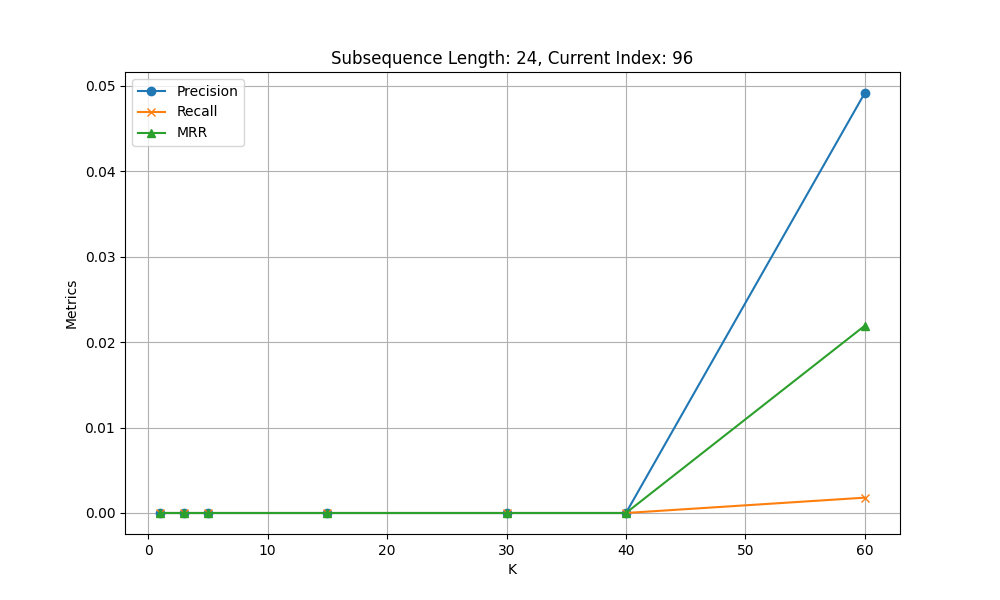 Subsequence Length: 24, Current Index: 96
Precision
Recall
MRR
0.05
0.04
0.03
0.02
0.01
0.00
Metrics
0 10 20 30 40 50 60
K